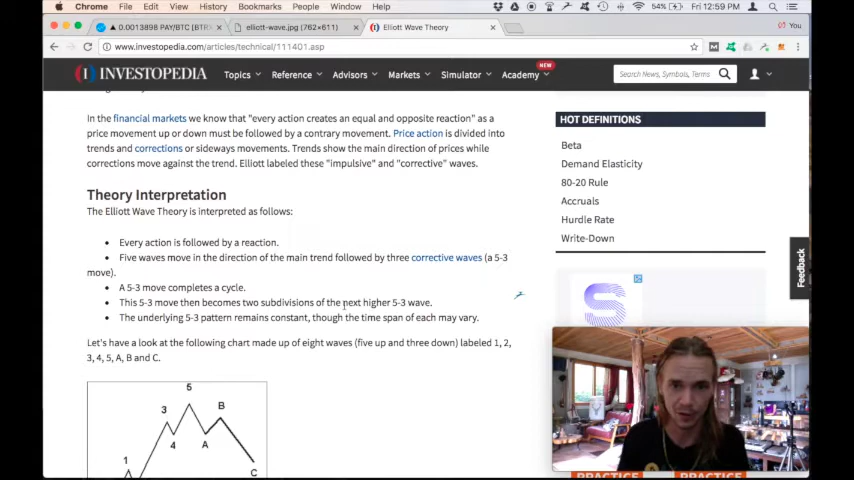 Chrome File Edit View History Bookmarks People Window Help 54% Fri 12:59 PM
0.0013898 PAY/BTC [BTRX elliott-wave.jpg (762×611) Elliott Wave Theory You
www.investopedia.com/articles/technical/111401.asp
INVESTOPEDIA Topics Reference Advisors Markets Simulator Academy NEW Search News, Symbols, Terms
In the financial markets we know that "every action creates an equal and opposite reaction" as a
price movement up or down must be followed by a contrary movement. Price action is divided into
trends and corrections or sideways movements. Trends show the main direction of prices while
corrections move against the trend. Elliott labeled these "impulsive" and "corrective" waves.
Theory Interpretation
The Elliott Wave Theory is interpreted as follows:
• Every action is followed by a reaction.
• Five waves move in the direction of the main trend followed by three corrective waves (a 5-3
move).
• A 5-3 move completes a cycle.
• This 5-3 move then becomes two subdivisions of the next higher 5-3 wave.
• The underlying 5-3 pattern remains constant, though the time span of each may vary.
Let's have a look at the following chart made up of eight waves (five up and three down) labeled 1, 2,
3, 4, 5, A, B and C.
5
3
B
4
A
1
C
HOT DEFINITIONS
Beta
Demand Elasticity
80-20 Rule
Accruals
Hurdle Rate
Write-Down
Feedback
PRACTICE PRACTICE